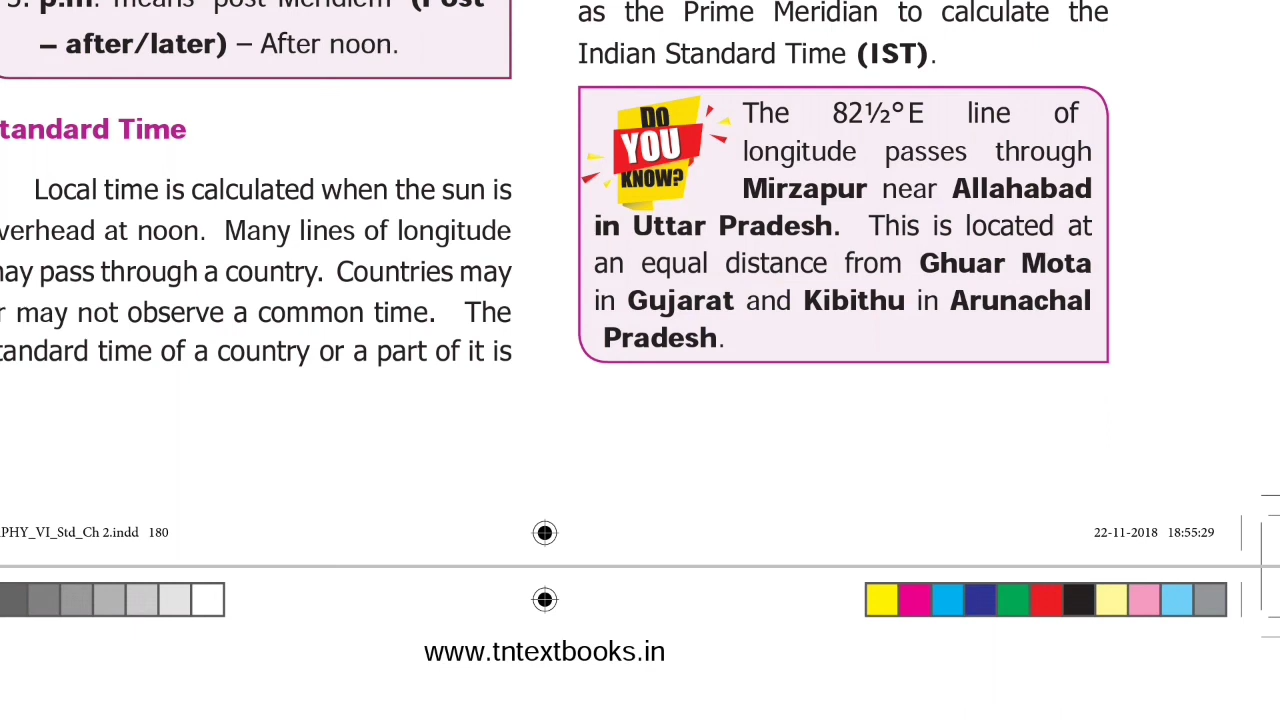 p.m. means post Meridiem (Post
– after/later) – After noon.
tandard Time
Local time is calculated when the sun is
verhead at noon. Many lines of longitude
may pass through a country. Countries may
r may not observe a common time. The
tandard time of a country or a part of it is
as the Prime Meridian to calculate the
Indian Standard Time (IST).
DO
YOU
KNOW?
The 82½°E line of
longitude passes through
Mirzapur near Allahabad
in Uttar Pradesh. This is located at
an equal distance from Ghuar Mota
in Gujarat and Kibithu in Arunachal
Pradesh.
PHY_VI_Std_Ch 2.indd 180
22-11-2018 18:55:29
www.tntextbooks.in